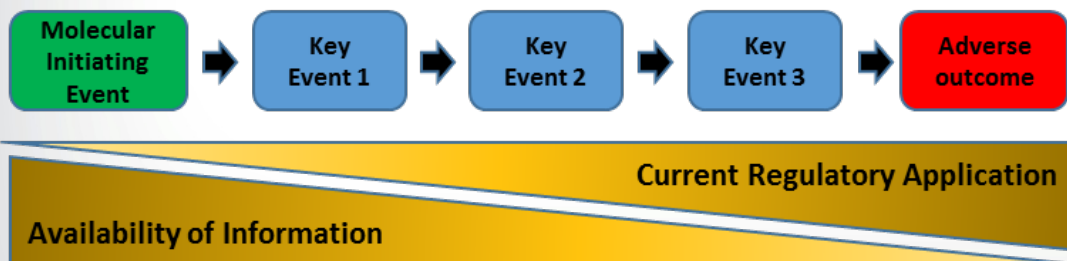 Molecular
Initiating
Event
Key
Event 1
Key
Event 2
Key
Event 3
Adverse
outcome
Current Regulatory Application
Availability of Information